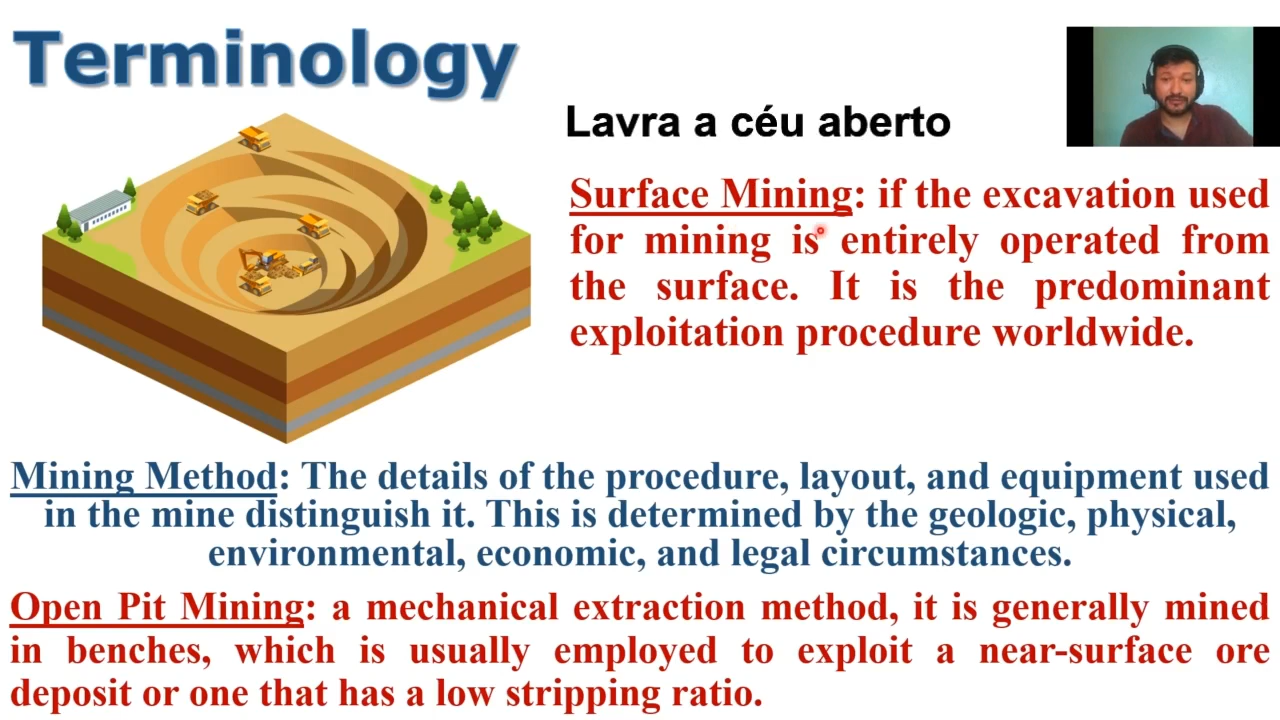 Terminology
Lavra a céu aberto
Surface Mining: if the excavation used
for mining is entirely operated from
the surface. It is the predominant
exploitation procedure worldwide.
Mining Method: The details of the procedure, layout, and equipment used
in the mine distinguish it. This is determined by the geologic, physical,
environmental, economic, and legal circumstances.
Open Pit Mining: a mechanical extraction method, it is generally mined
in benches, which is usually employed to exploit a near-surface ore
deposit or one that has a low stripping ratio.